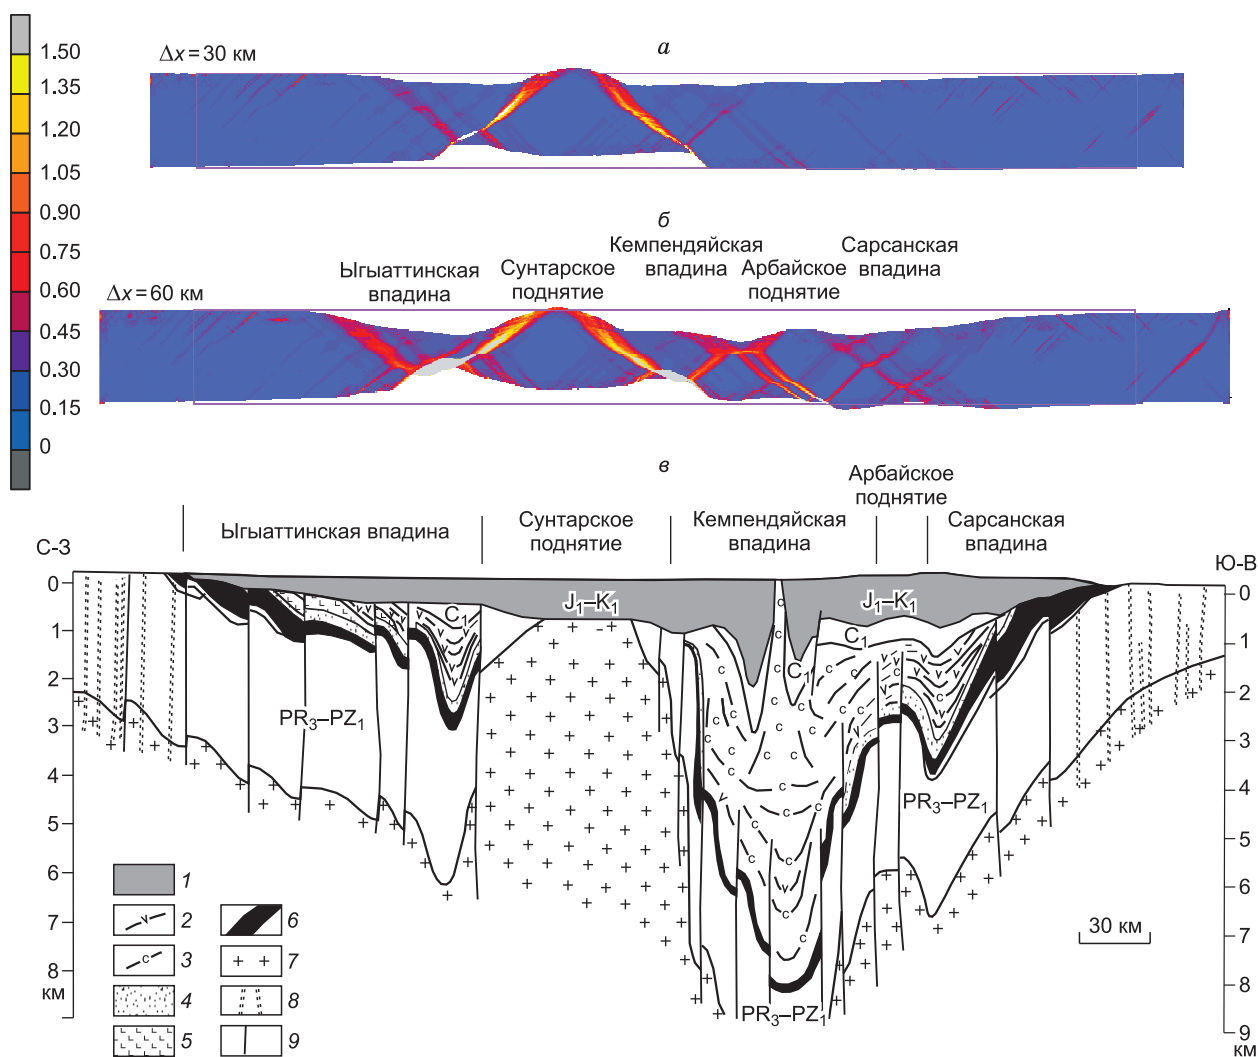 1.50
1.35
1.20
1.05
0.90
0.75
0.60
0.45
0.30
0.15
0
Δx = 30 км
а
б
Δx = 60 км
Ыгыаттинская
впадина
Сунтарское
поднятие
Кемпендяйская
впадина
Арбайское
поднятие
Сарсанская
впадина
в
С-З
Ыгыаттинская впадина
Сунтарское
поднятие
Кемпендяйская
впадина
Арбайское
поднятие
Сарсанская
впадина
Ю-В
0
1
2
3
4
5
6
7
8
км
J₁–K₁
J₁–K₁
C₁
C₁
C₁
PR₃–PZ₁
PR₃–PZ₁
PR₃–PZ₁
30 км
0
1
2
3
4
5
6
7
8
9
км
1
2
3
4
5
6
7
8
9